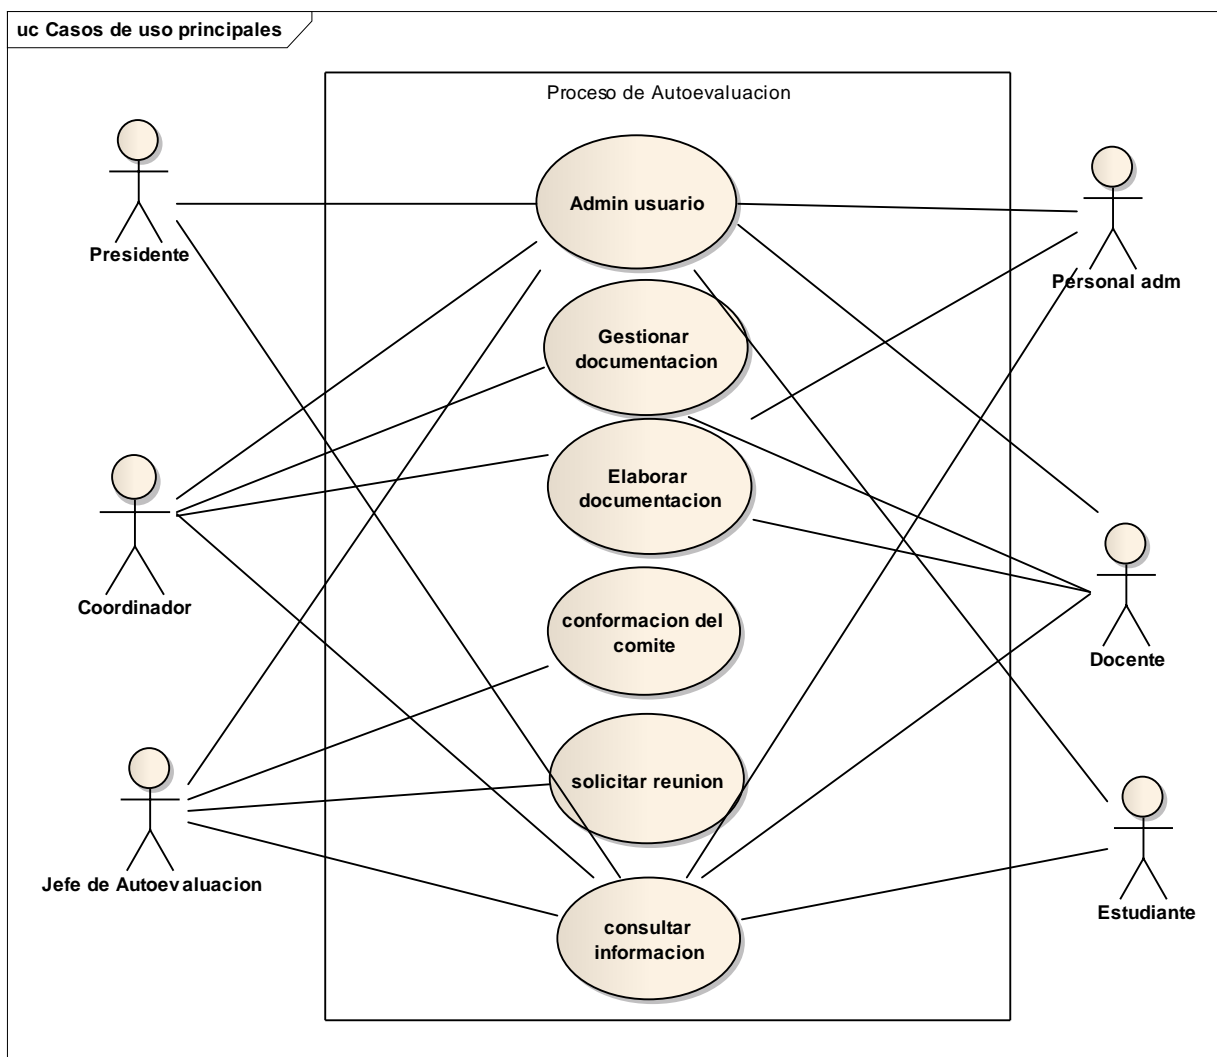 uc Casos de uso principales
Proceso de Autoevaluacion
Presidente
Admin usuario
Personal adm
Gestionar
documentacion
Elaborar
documentacion
Coordinador
conformacion del
comite
Docente
solicitar reunion
Jefe de Autoevaluacion
Estudiante
consultar
informacion